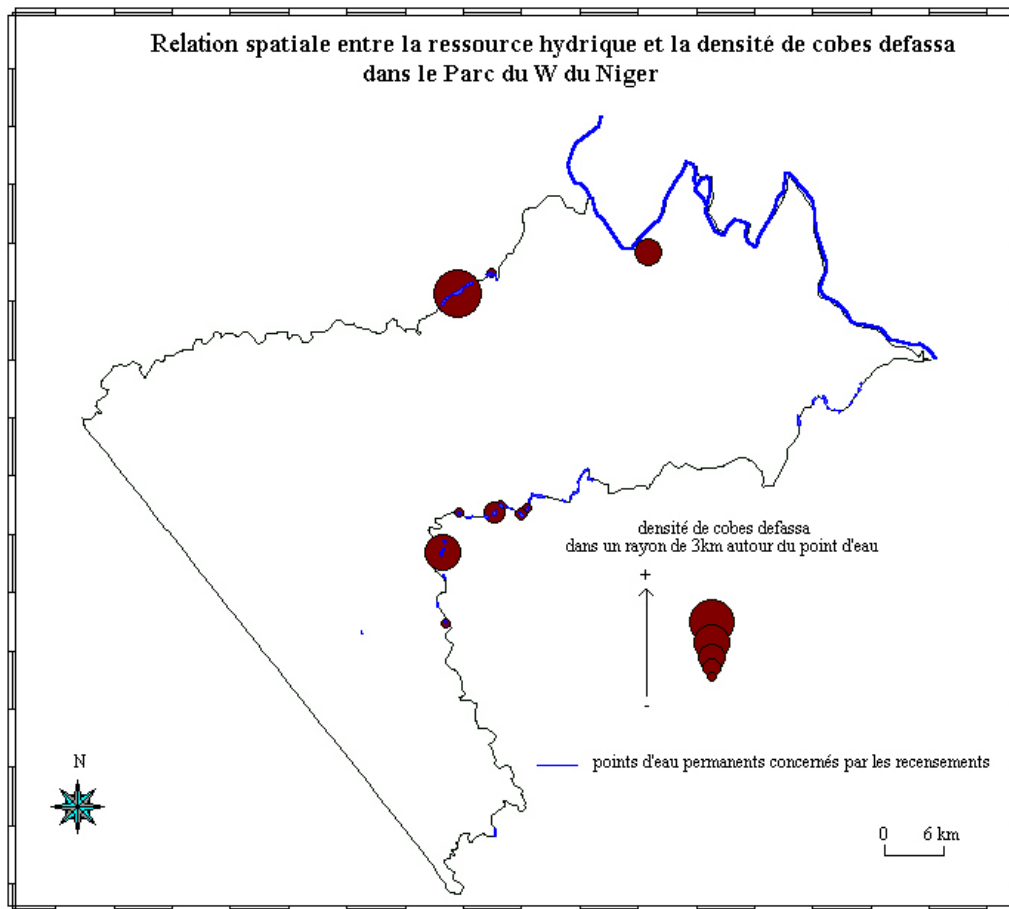 Relation spatiale entre la ressource hydrique et la densité de cobes defassa
dans le Parc du W du Niger
densité de cobes defassa
dans un rayon de 3km autour du point d'eau
+
-
N
points d'eau permanents concernés par les recensements
0 6 km